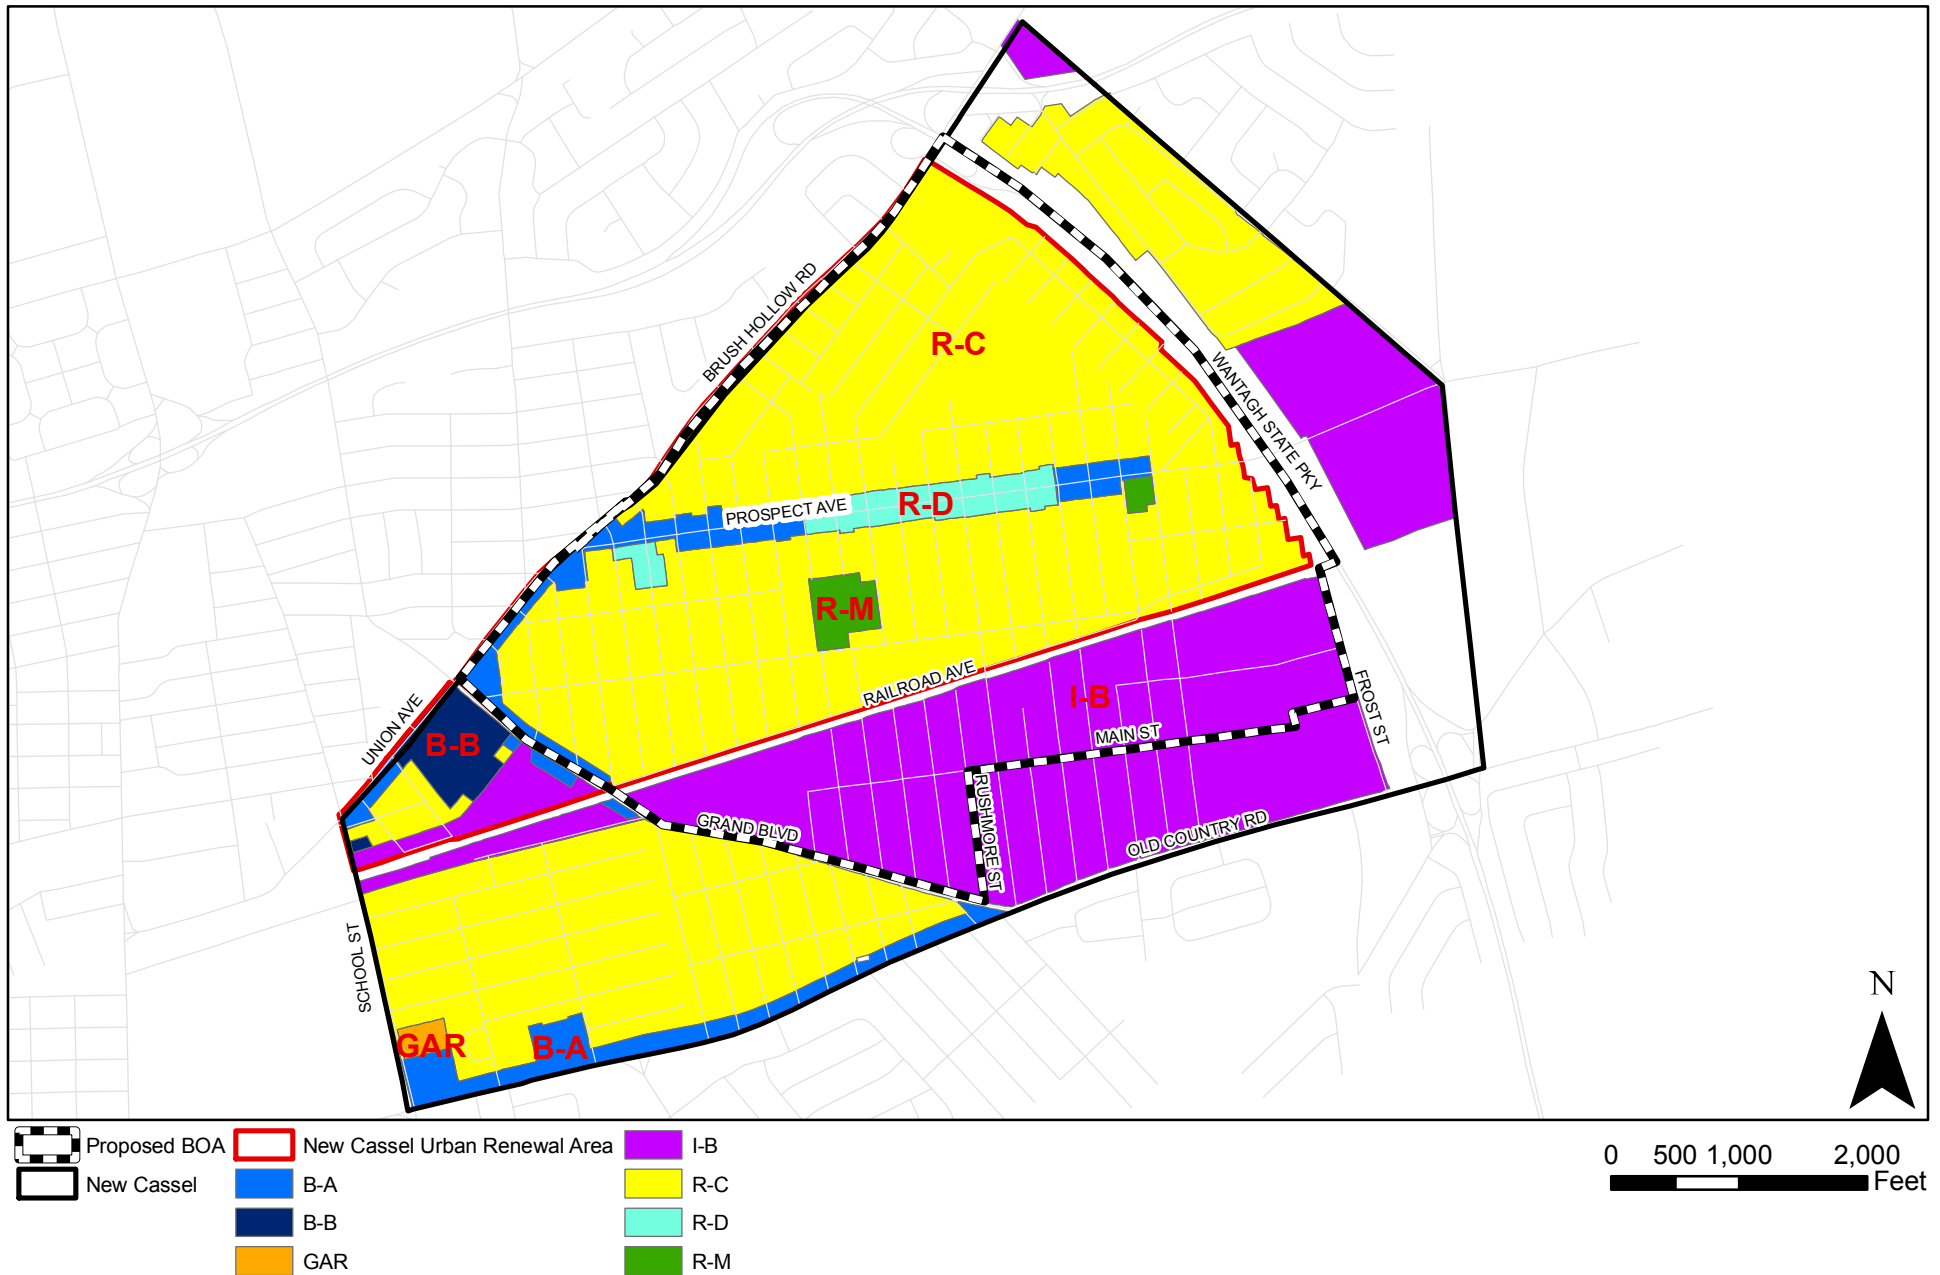 BRUSH HOLLOW RD
R-C
WANTAGH STATE PKY
PROSPECT AVE
R-D
R-M
RAILROAD AVE
I-B
UNION AVE
B-B
MAIN ST
FROST ST
GRAND BLVD
RUSHMORE ST
OLD COUNTRY RD
SCHOOL ST
GAR
B-A
N
Proposed BOA
New Cassel
New Cassel Urban Renewal Area
B-A
B-B
GAR
I-B
R-C
R-D
R-M
0 500 1,000 2,000
Feet